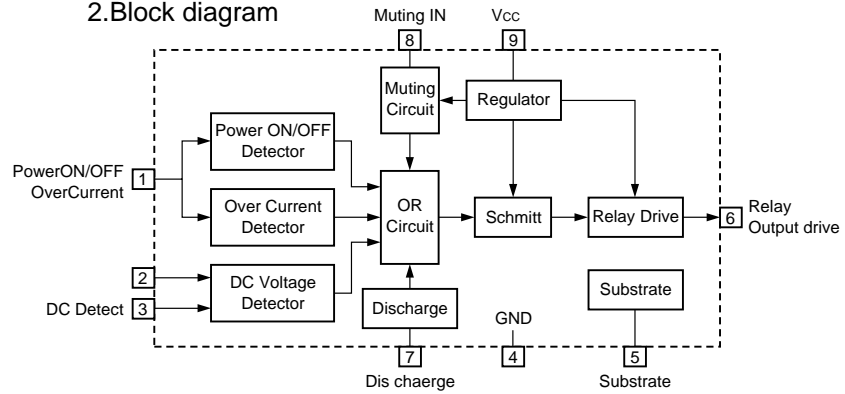 2.Block diagram
Muting IN
Vcc
8
9
Muting
Circuit
Regulator
Power ON/OFF
Detector
PowerON/OFF
OverCurrent
1
Over Current
Detector
OR
Circuit
Schmitt
Relay Drive
6
Relay
Output drive
2
DC Detect
3
DC Voltage
Detector
Discharge
GND
Substrate
7
4
5
Dis chaerge
Substrate